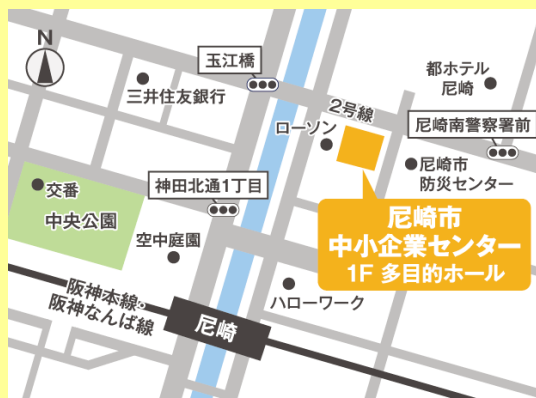 N
玉江橋
都ホテル
尼崎
三井住友銀行
2号線
ローソン
尼崎南警察署前
尼崎市
防災センター
交番
中央公園
神田北通1丁目
空中庭園
尼崎市
中小企業センター
1F 多目的ホール
阪神本線・
阪神なんば線
尼崎
ハローワーク